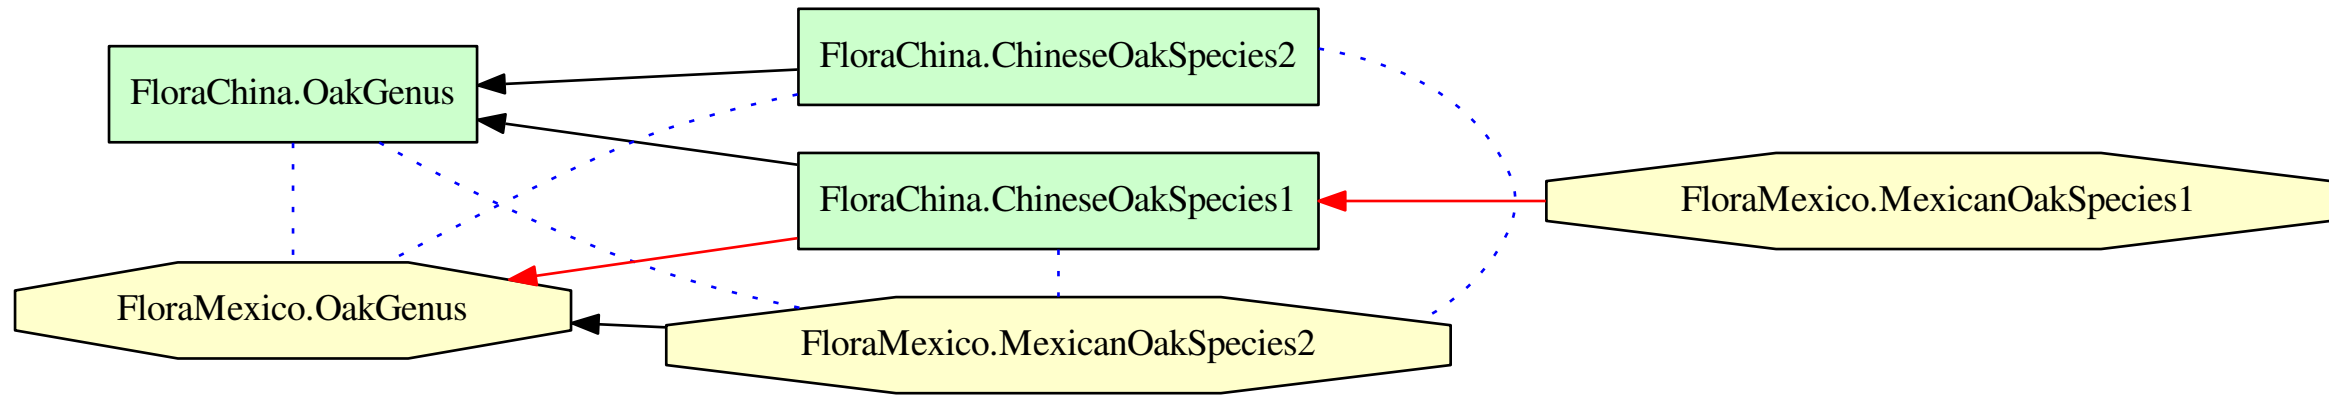 FloraChina.ChineseOakSpecies2
FloraChina.OakGenus
FloraChina.ChineseOakSpecies1
FloraMexico.MexicanOakSpecies1
FloraMexico.OakGenus
FloraMexico.MexicanOakSpecies2